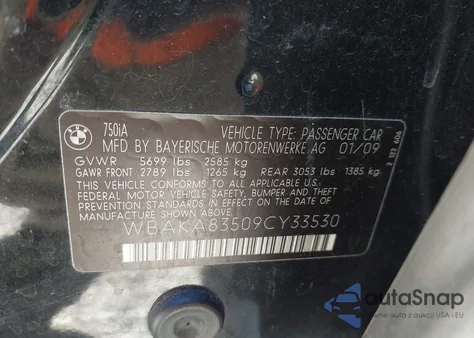 750iA
VEHICLE TYPE: PASSENGER CAR
MFD BY BAYERISCHE MOTORENWERKE AG 01/09
GVWR 5699 lbs 2585 kg
GAWR FRONT 2789 lbs 1265 kg REAR 3053 lbs 1385 kg
THIS VEHICLE CONFORMS TO ALL APPLICABLE U.S.
FEDERAL MOTOR VEHICLE SAFETY, BUMPER AND THEFT
PREVENTION STANDARDS IN EFFECT ON THE DATE
OF MANUFACTURE SHOWN ABOVE.
WBAKA83509CY33530
BMW
autoSnap